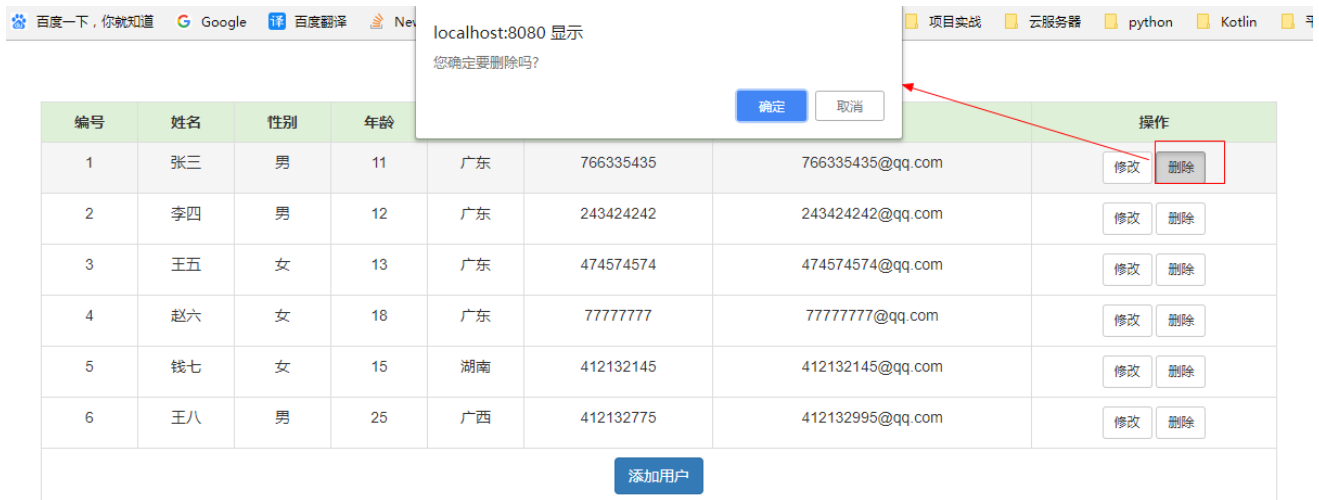 百度一下，你就知道 Google 百度翻译 项目实战 云服务器 python Kotlin
localhost:8080 显示
您确定要删除吗?
确定 取消
编号 姓名 性别 年龄 操作
1 张三 男 11 广东 766335435 766335435@qq.com 修改 删除
2 李四 男 12 广东 243424242 243424242@qq.com 修改 删除
3 王五 女 13 广东 474574574 474574574@qq.com 修改 删除
4 赵六 女 18 广东 77777777 77777777@qq.com 修改 删除
5 钱七 女 15 湖南 412132145 412132145@qq.com 修改 删除
6 王八 男 25 广西 412132775 412132995@qq.com 修改 删除
添加用户